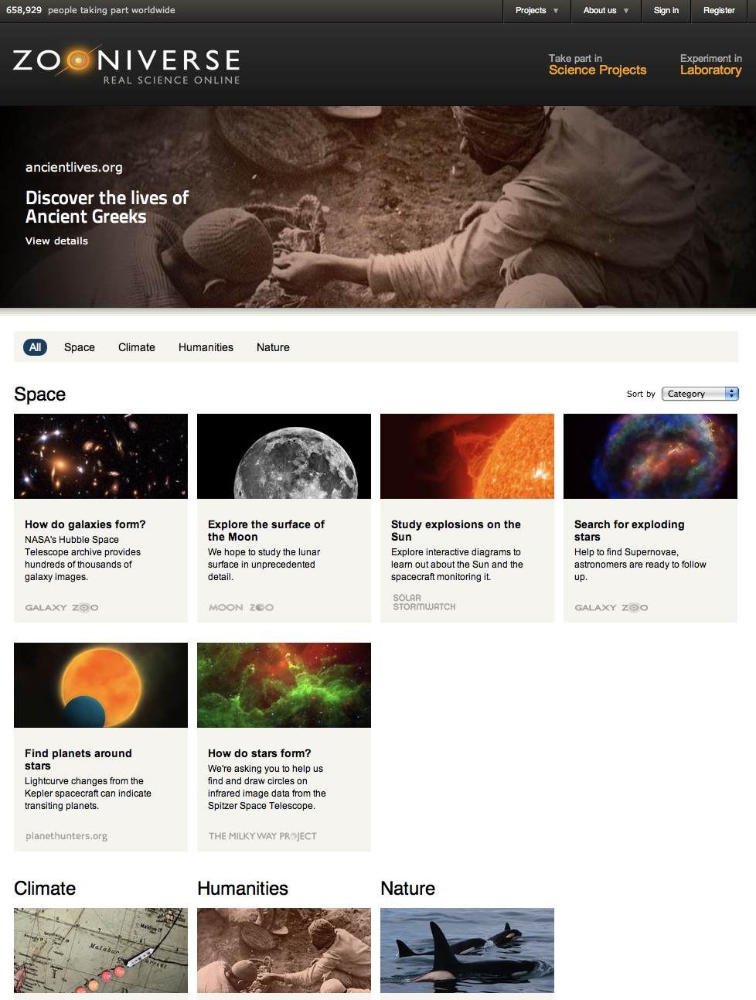 658,929 people taking part worldwide
Projects ▼
About us ▼
Sign in
Register
ZOONIVERSE
REAL SCIENCE ONLINE
Take part in
Science Projects
Experiment in
Laboratory
ancientlives.org
Discover the lives of
Ancient Greeks
View details
All
Space
Climate
Humanities
Nature
Space
Sort by
Category
How do galaxies form?
NASA's Hubble Space
Telescope archive provides
hundreds of thousands of
galaxy images.
GALAXY ZOO
Explore the surface of
the Moon
We hope to study the lunar
surface in unprecedented
detail.
MOON ZOO
Study explosions on the
Sun
Explore interactive diagrams to
learn out about the Sun and the
spacecraft monitoring it.
SOLAR
STORMWATCH
Search for exploding
stars
Help to find Supernovae,
astronomers are ready to follow
up.
GALAXY ZOO
Find planets around
stars
Lightcurve changes from the
Kepler spacecraft can indicate
transiting planets.
planethunters.org
How do stars form?
We're asking you to help us
find and draw circles on
infrared image data from the
Spitzer Space Telescope.
THE MILKY WAY PROJECT
Climate
Humanities
Nature
Malabar